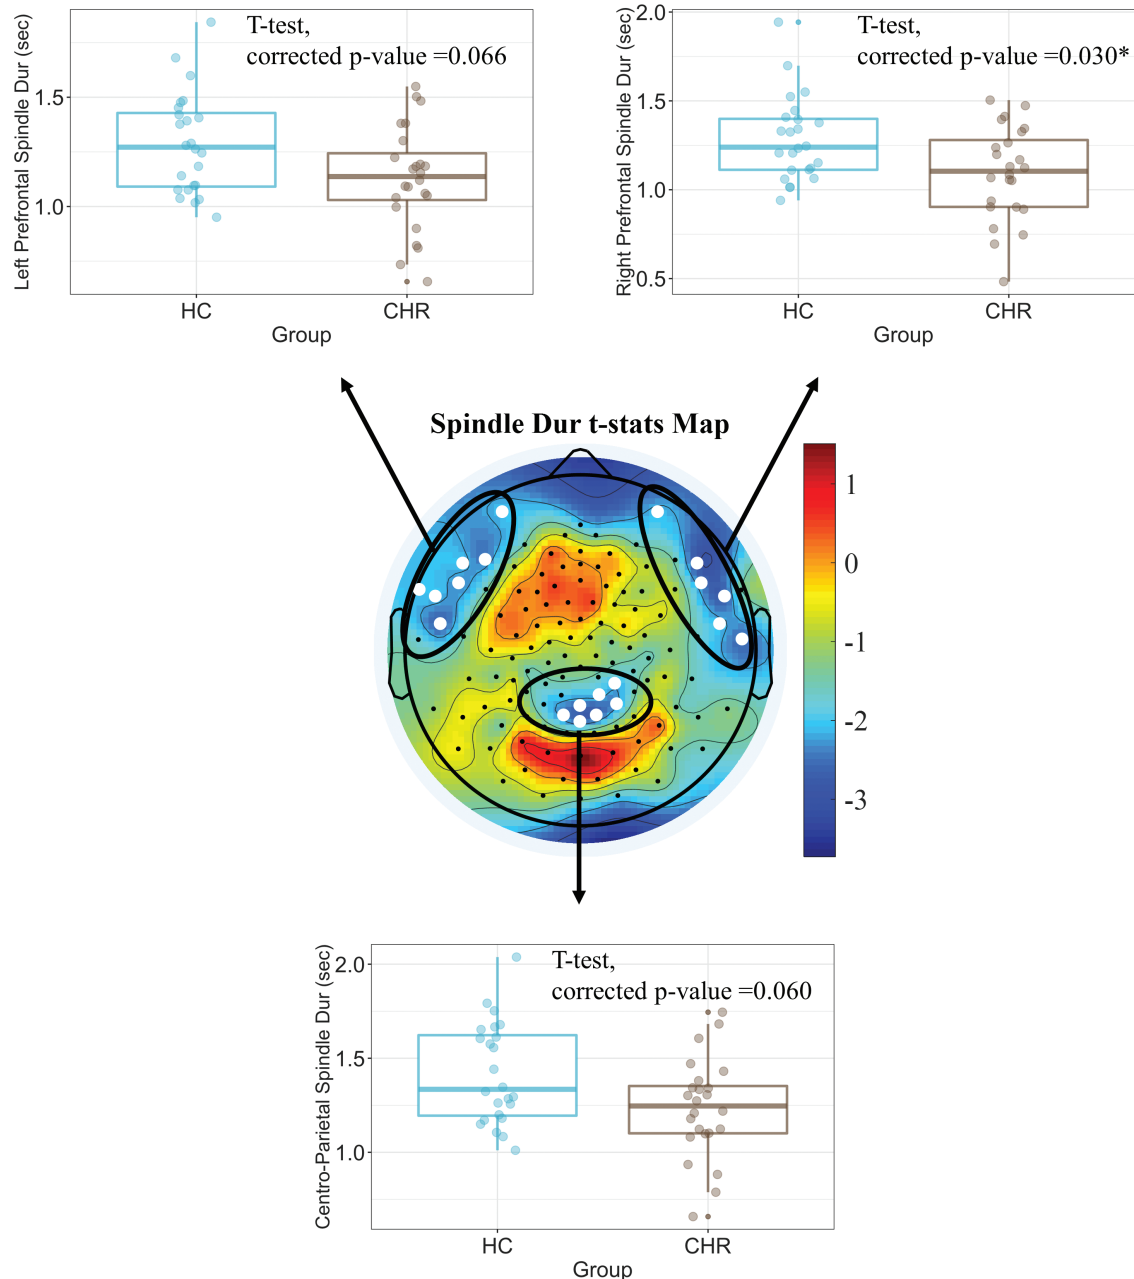 Left Prefrontal Spindle Dur (sec)
1.5
1.0
T-test,
corrected p-value =0.066
HC
CHR
Group
Right Prefrontal Spindle Dur (sec)
2.0
1.5
1.0
0.5
T-test,
corrected p-value =0.030*
HC
CHR
Group
Spindle Dur t-stats Map
1
0
-1
-2
-3
Centro-Parietal Spindle Dur (sec)
2.0
1.5
1.0
T-test,
corrected p-value =0.060
HC
CHR
Group